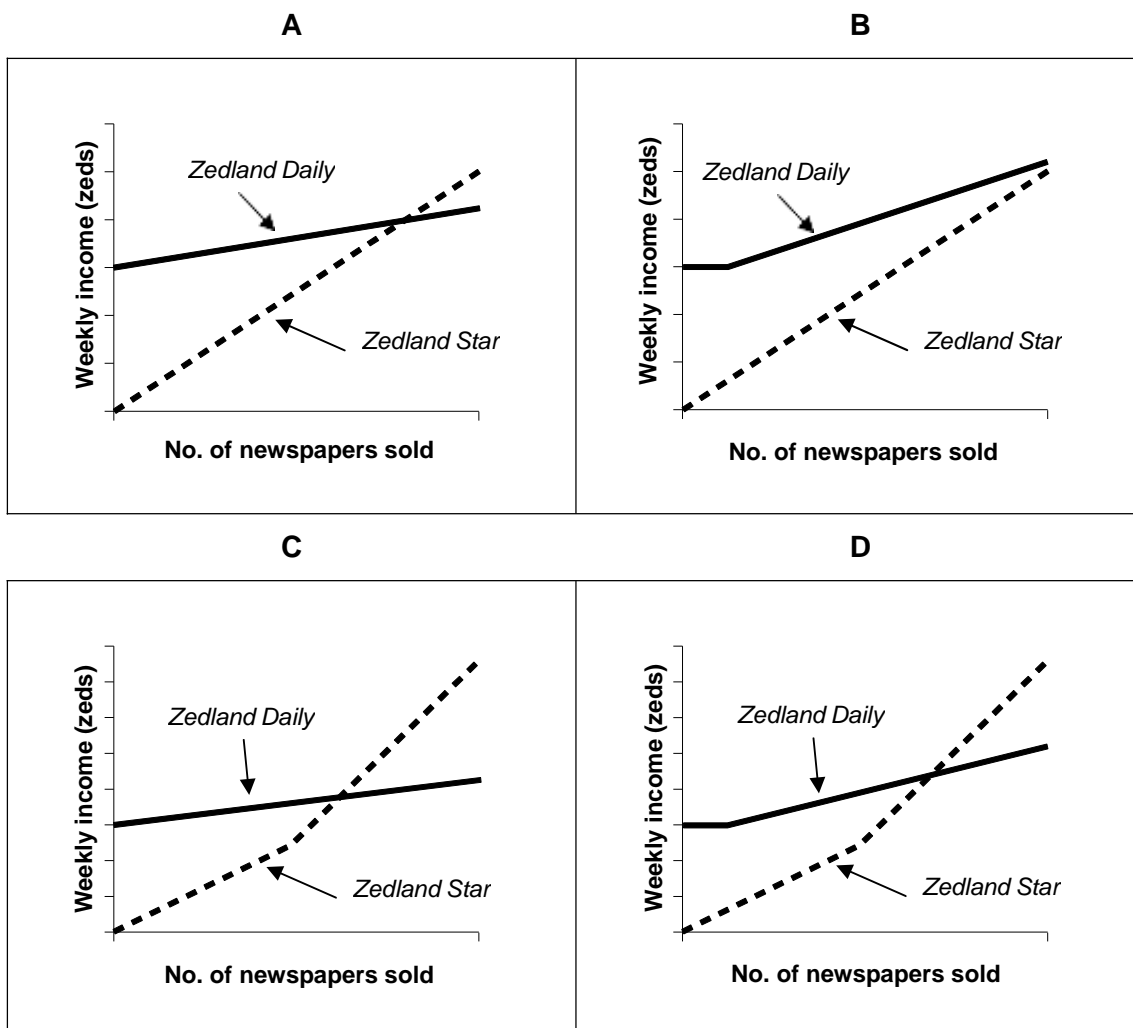 A
B
Weekly income (zeds)
Zedland Daily
Zedland Star
No. of newspapers sold
Weekly income (zeds)
Zedland Daily
Zedland Star
No. of newspapers sold
C
D
Weekly income (zeds)
Zedland Daily
Zedland Star
No. of newspapers sold
Weekly income (zeds)
Zedland Daily
Zedland Star
No. of newspapers sold